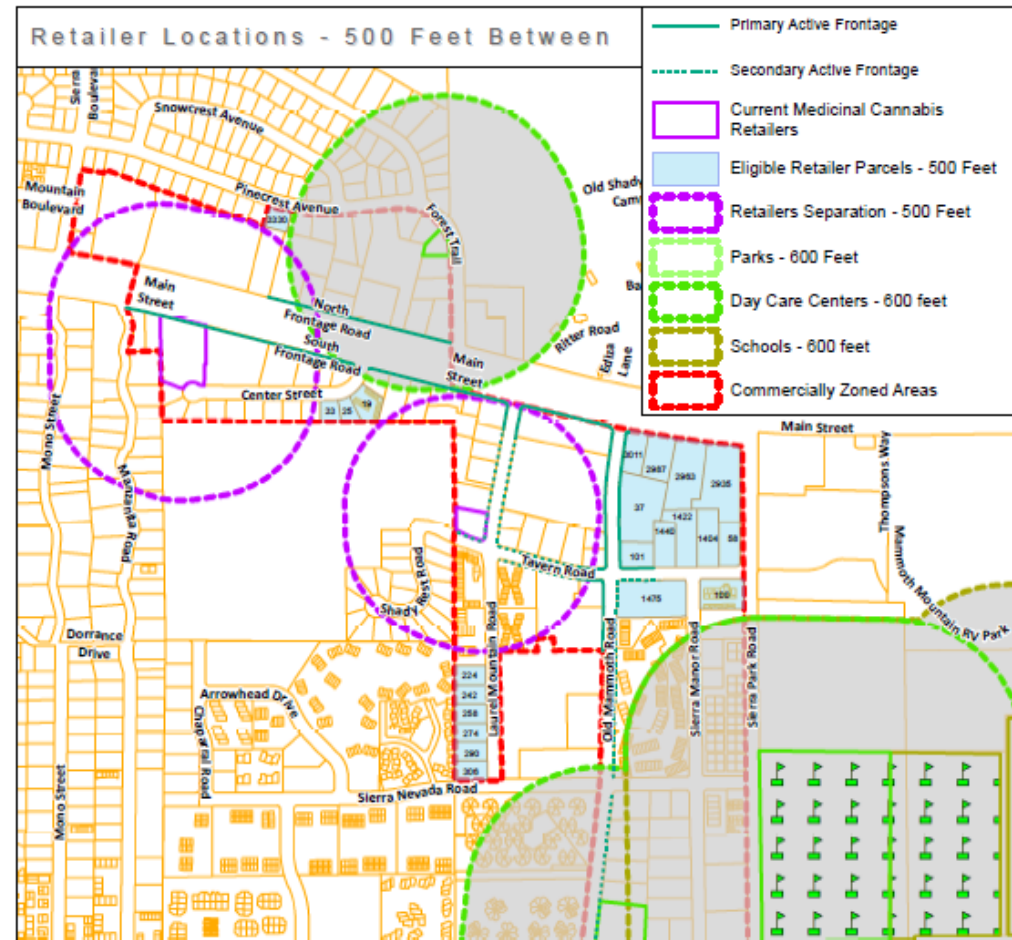 Retailer Locations - 500 Feet Between
Primary Active Frontage
Secondary Active Frontage
Current Medicinal Cannabis
Retailers
Eligible Retailer Parcels - 500 Feet
Retailers Separation - 500 Feet
Parks - 600 Feet
Day Care Centers - 600 feet
Schools - 600 feet
Commercially Zoned Areas
Sierra
Boulevard
Snowcrest Avenue
Mountain
Boulevard
Pinecrest Avenue
3330
Forest Trail
Old Shady
Main
Street
North
Frontage Road
South
Frontage Road
Main
Street
Ritter Road
Ediza
Lane
Center Street
33
25
19
Main Street
Mono Street
Manzanita Road
3011
2987
2963
2935
37
1422
1440
1404
58
101
Thompsons Way
Mammoth Mountain RV Park
Tavern Road
Shady Rest Road
1475
100
Dorrance
Drive
Laurel Mountain Road
Old Mammoth Road
Sierra Manor Road
Sierra Park Road
224
242
258
274
290
306
Arrowhead Drive
Chaparral Road
Sierra Nevada Road
Mono Street